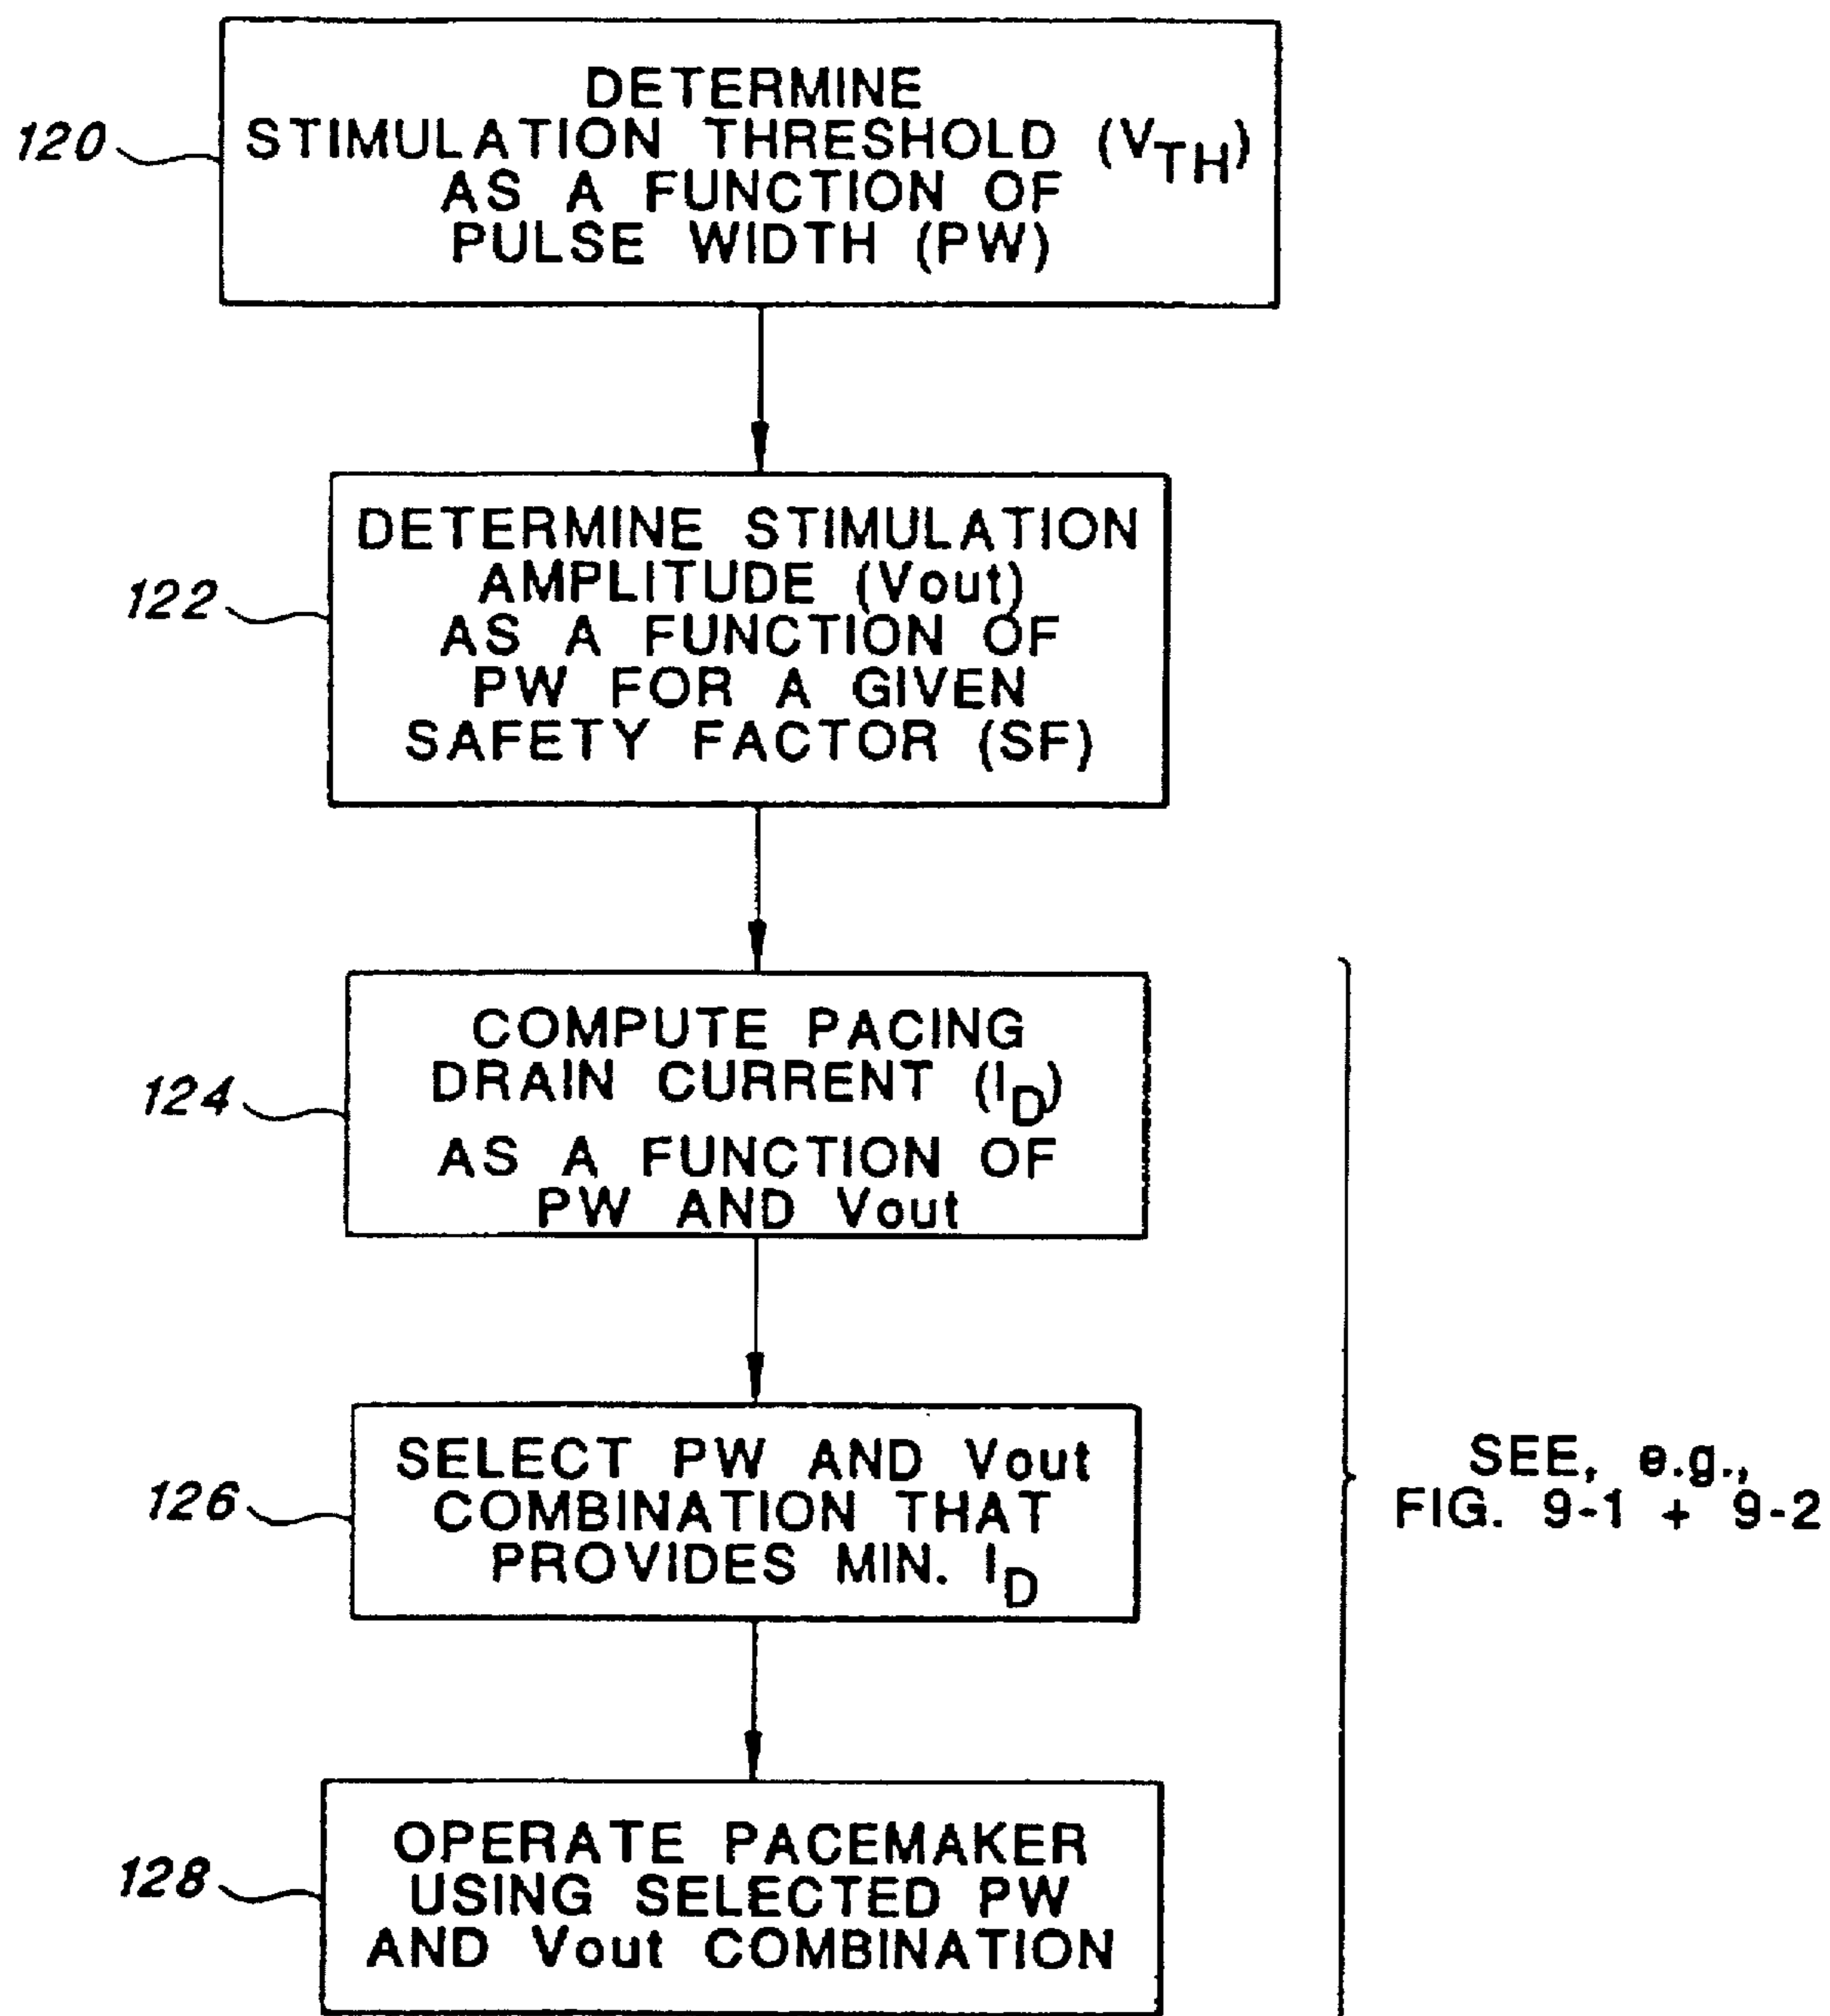 120
DETERMINE
STIMULATION THRESHOLD (VTH)
AS A FUNCTION OF
PULSE WIDTH (PW)
122
DETERMINE STIMULATION
AMPLITUDE (Vout)
AS A FUNCTION OF
PW FOR A GIVEN
SAFETY FACTOR (SF)
124
COMPUTE PACING
DRAIN CURRENT (ID)
AS A FUNCTION OF
PW AND Vout
126
SELECT PW AND Vout
COMBINATION THAT
PROVIDES MIN. ID
SEE, e.g.,
FIG. 9-1 + 9-2
128
OPERATE PACEMAKER
USING SELECTED PW
AND Vout COMBINATION